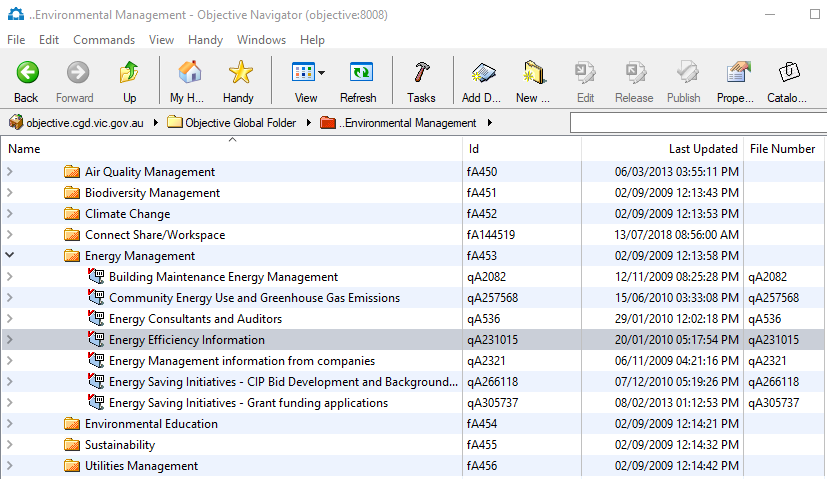 ..Environmental Management - Objective Navigator (objective:8008)
File Edit Commands View Handy Windows Help
Back Forward Up My H... Handy View Refresh Tasks Add D... New ... Edit Release Publish Prope... Catalo...
objective.cgd.vic.gov.au Objective Global Folder ..Environmental Management
Name Id Last Updated File Number
Air Quality Management fA450 06/03/2013 03:55:11 PM
Biodiversity Management fA451 02/09/2009 12:13:43 PM
Climate Change fA452 02/09/2009 12:13:53 PM
Connect Share/Workspace fA144519 13/07/2018 08:56:00 AM
Energy Management fA453 02/09/2009 12:13:58 PM
Building Maintenance Energy Management qA2082 12/11/2009 08:25:28 PM qA2082
Community Energy Use and Greenhouse Gas Emissions qA257568 15/06/2010 03:33:08 PM qA257568
Energy Consultants and Auditors qA536 29/01/2010 12:02:18 PM qA536
Energy Efficiency Information qA231015 20/01/2010 05:17:54 PM qA231015
Energy Management information from companies qA2321 06/11/2009 04:21:16 PM qA2321
Energy Saving Initiatives - CIP Bid Development and Background... qA266118 07/12/2010 05:19:26 PM qA266118
Energy Saving Initiatives - Grant funding applications qA305737 08/02/2013 01:12:53 PM qA305737
Environmental Education fA454 02/09/2009 12:14:21 PM
Sustainability fA455 02/09/2009 12:14:32 PM
Utilities Management fA456 02/09/2009 12:14:42 PM